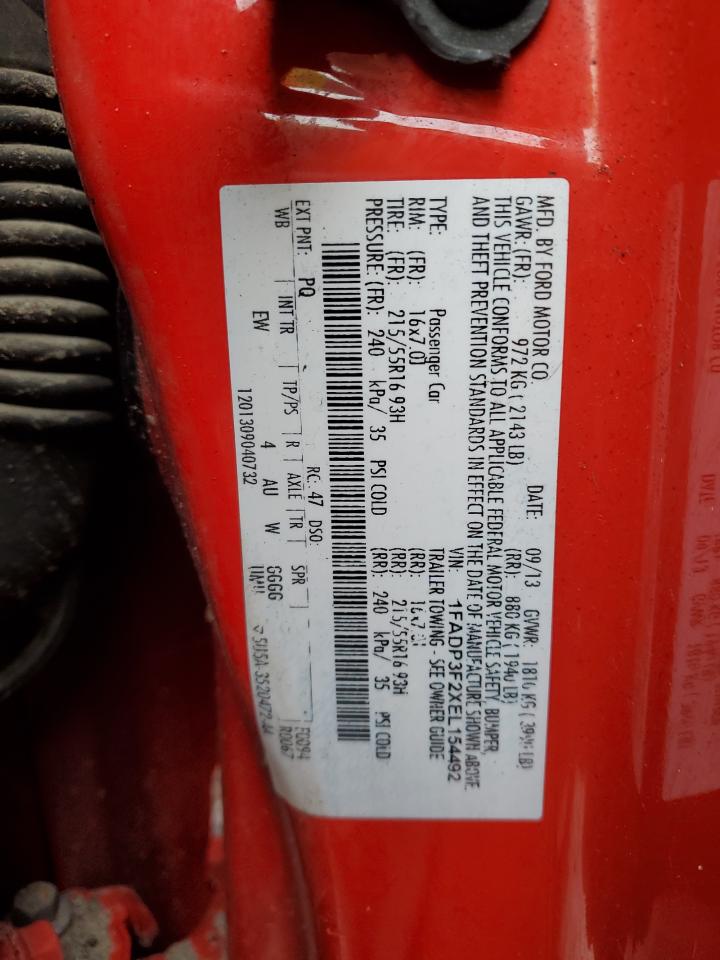 MFD. BY FORD MOTOR CO. DATE: 09/13 GVWR: 1816 KG
GAWR: (FR): 972 KG ( 2143 LB) (RR): 880 KG ( 1940 LB)
THIS VEHICLE CONFORMS TO ALL APPLICABLE FEDERAL MOTOR VEHICLE SAFETY, BUMPER,
AND THEFT PREVENTION STANDARDS IN EFFECT ON THE DATE OF MANUFACTURE SHOWN ABOVE.
VIN: 1FADP3F2XEL154492
TYPE: Passenger Car TRAILER TOWING - SEE OWNER GUIDE
RIM: (FR): 16x7.0J (RR): 16x7.0J
TIRE: (FR): 215/55R16 93H (RR): 215/55R16 93H
PRESSURE: (FR): 240 kPa/ 35 PSI COLD (RR): 240 kPa/ 35 PSI COLD
EXT PNT: PQ RC: 47 DSO:
WB INT TR TP/PS R AXLE TR SPR
EW 4 AU W GGGG
1201309040732